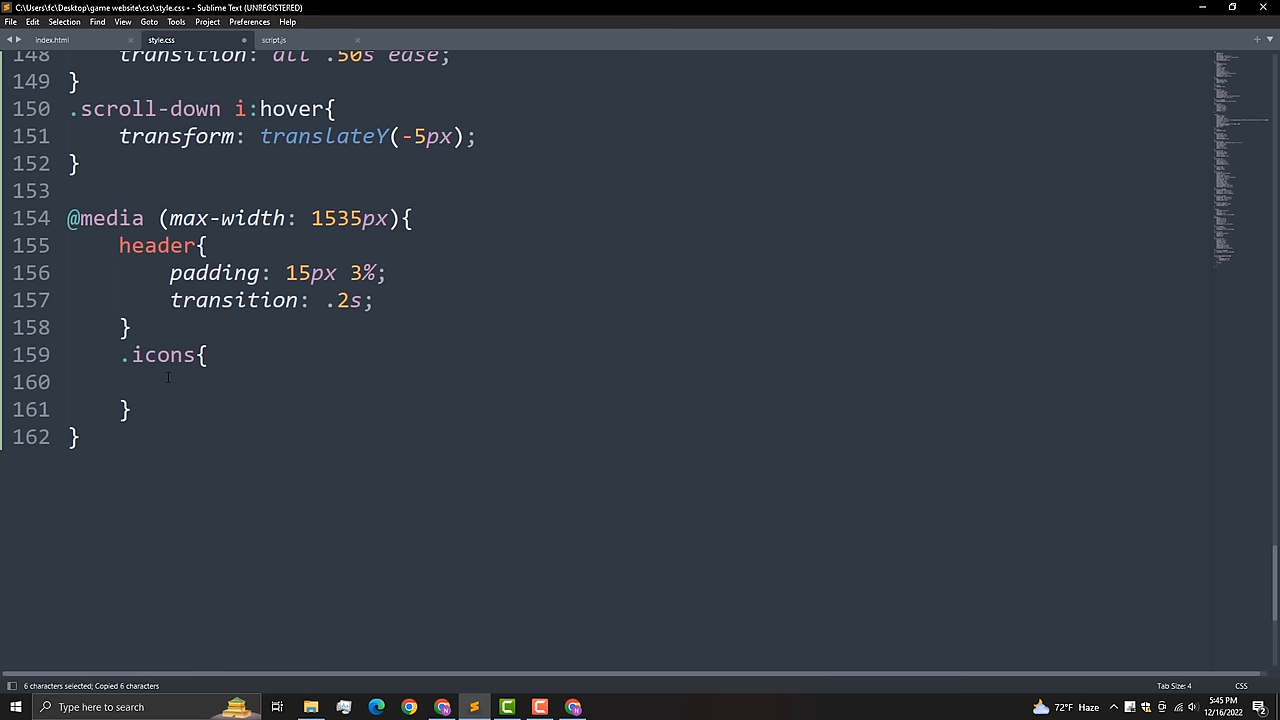 C:\Users\fc\Desktop\game website\css\style.css • - Sublime Text (UNREGISTERED)
File Edit Selection Find View Goto Tools Project Preferences Help
index.html style.css script.js
148 transition: all .50s ease;
149 }
150 .scroll-down i:hover{
151 transform: translateY(-5px);
152 }
153
154 @media (max-width: 1535px){
155 header{
156 padding: 15px 3%;
157 transition: .2s;
158 }
159 .icons{
160
161 }
162 }
6 characters selected; Copied 6 characters
Tab Size: 4 CSS
Type here to search
72°F Haze
5:45 PM
12/16/2022